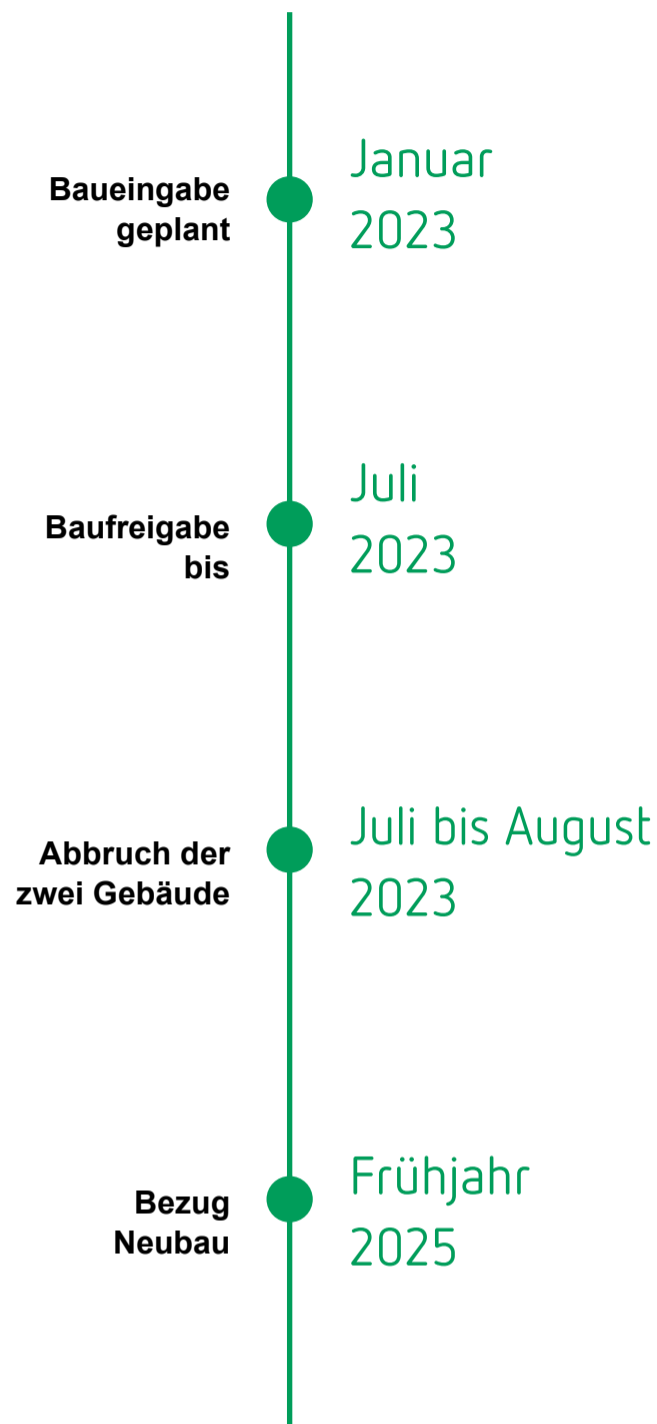 Baueingabe
geplant
Januar
2023
Baufreigabe
bis
Juli
2023
Abbruch der
zwei Gebäude
Juli bis August
2023
Bezug
Neubau
Frühjahr
2025